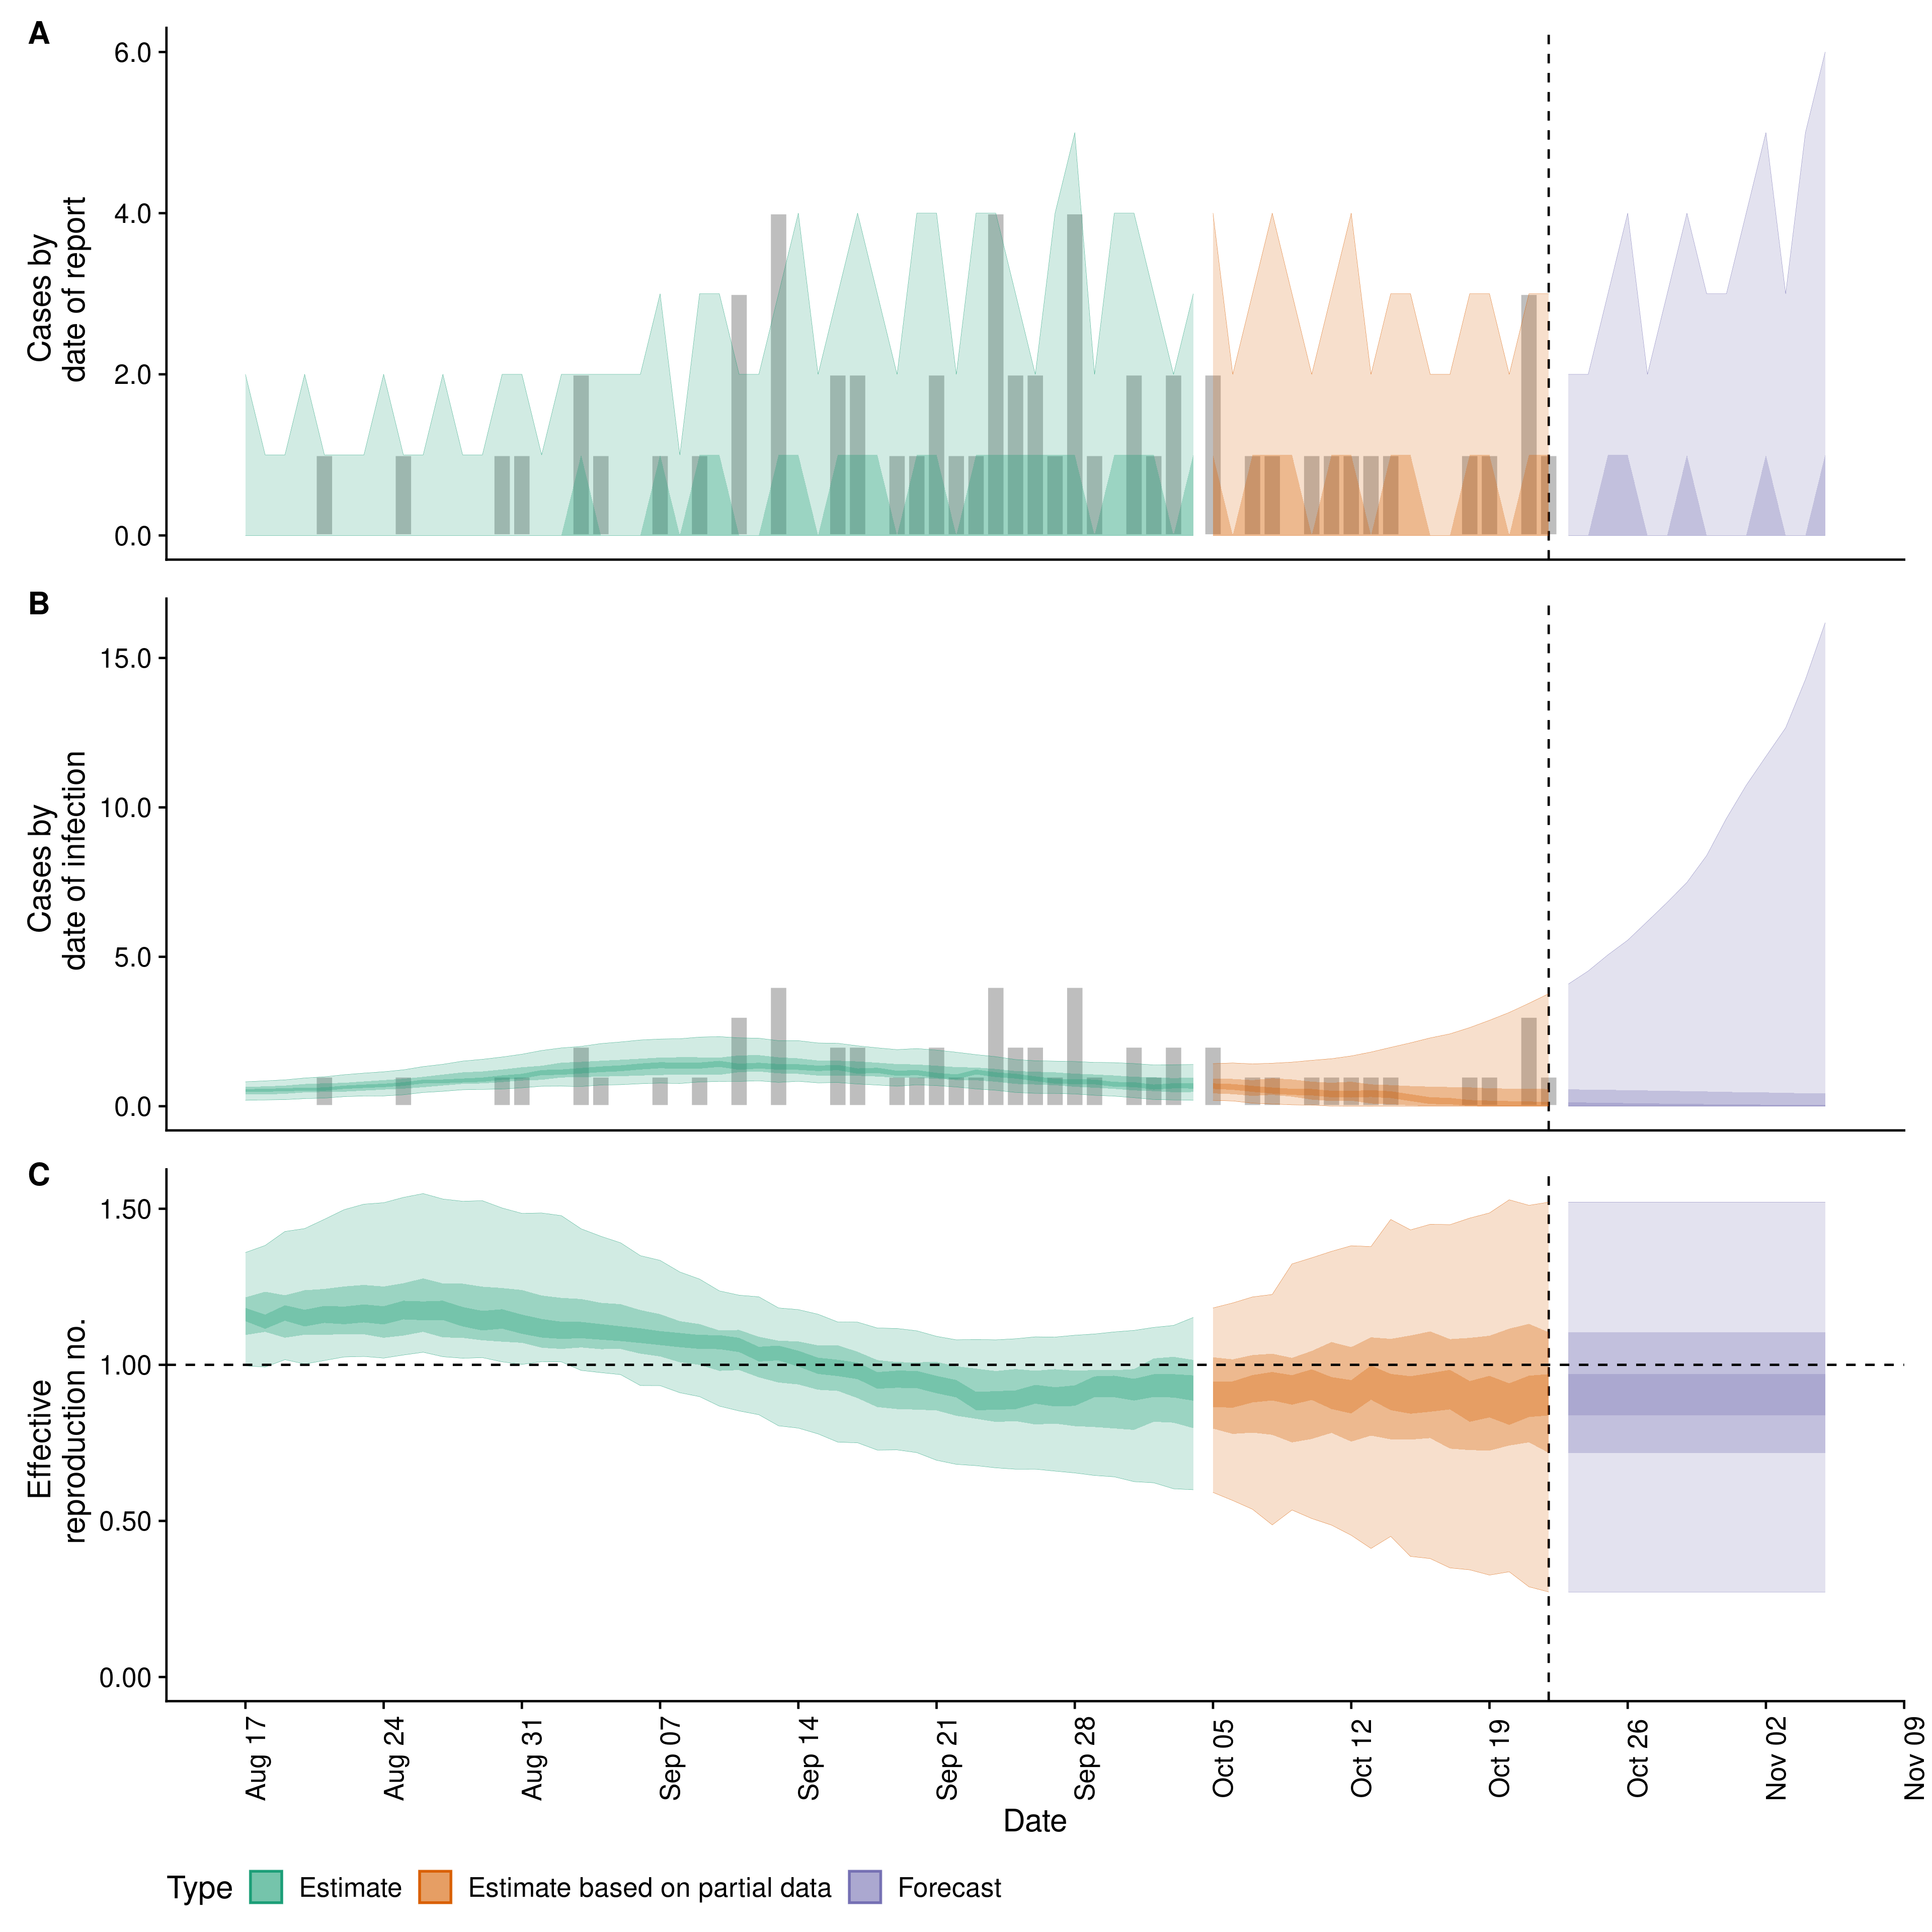 A
6.0
4.0
2.0
0.0
Cases by
date of report
B
15.0
10.0
5.0
0.0
Cases by
date of infection
C
1.50
1.00
0.50
0.00
Effective
reproduction no.
Aug 17
Aug 24
Aug 31
Sep 07
Sep 14
Sep 21
Sep 28
Oct 05
Oct 12
Oct 19
Oct 26
Nov 02
Nov 09
Date
Type
Estimate
Estimate based on partial data
Forecast